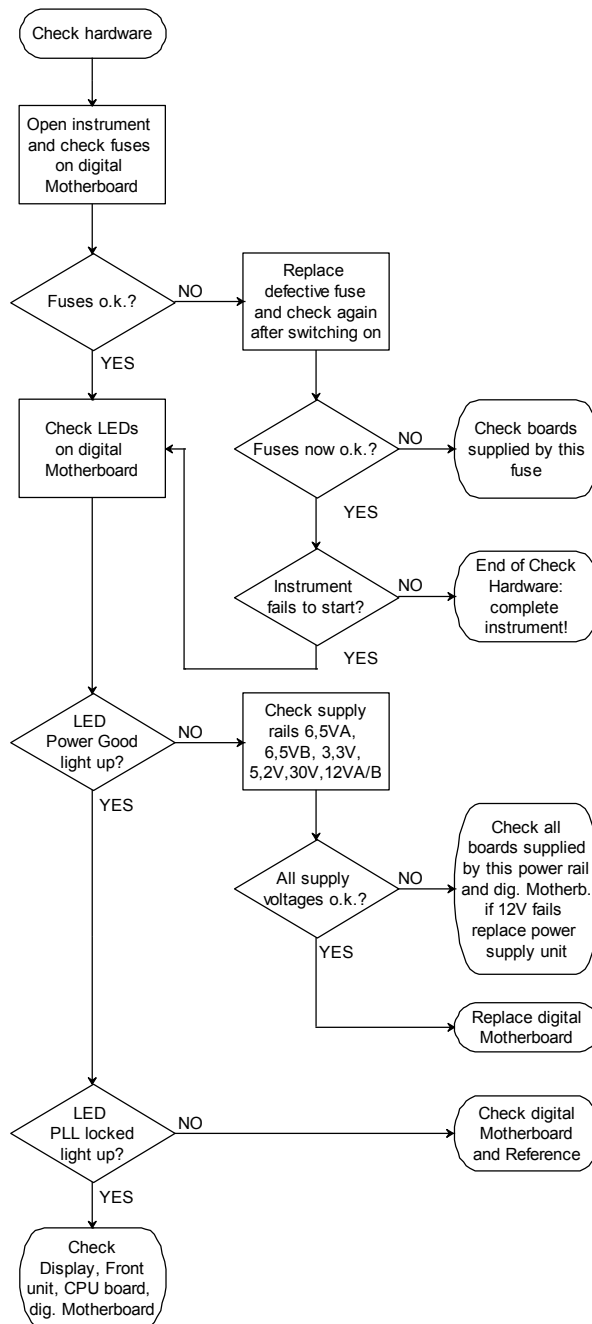 Check hardware
Open instrument
and check fuses
on digital
Motherboard
Fuses o.k.?
NO
Replace
defective fuse
and check again
after switching on
YES
Check LEDs
on digital
Motherboard
Fuses now o.k.?
NO
Check boards
supplied by this
fuse
YES
Instrument
fails to start?
NO
End of Check
Hardware:
complete
instrument!
YES
LED
Power Good
light up?
NO
Check supply
rails 6,5VA,
6,5VB, 3,3V,
5,2V,30V,12VA/B
YES
All supply
voltages o.k.?
NO
Check all
boards supplied
by this power rail
and dig. Motherb.
if 12V fails
replace power
supply unit
YES
Replace digital
Motherboard
LED
PLL locked
light up?
NO
Check digital
Motherboard
and Reference
YES
Check
Display, Front
unit, CPU board,
dig. Motherboard